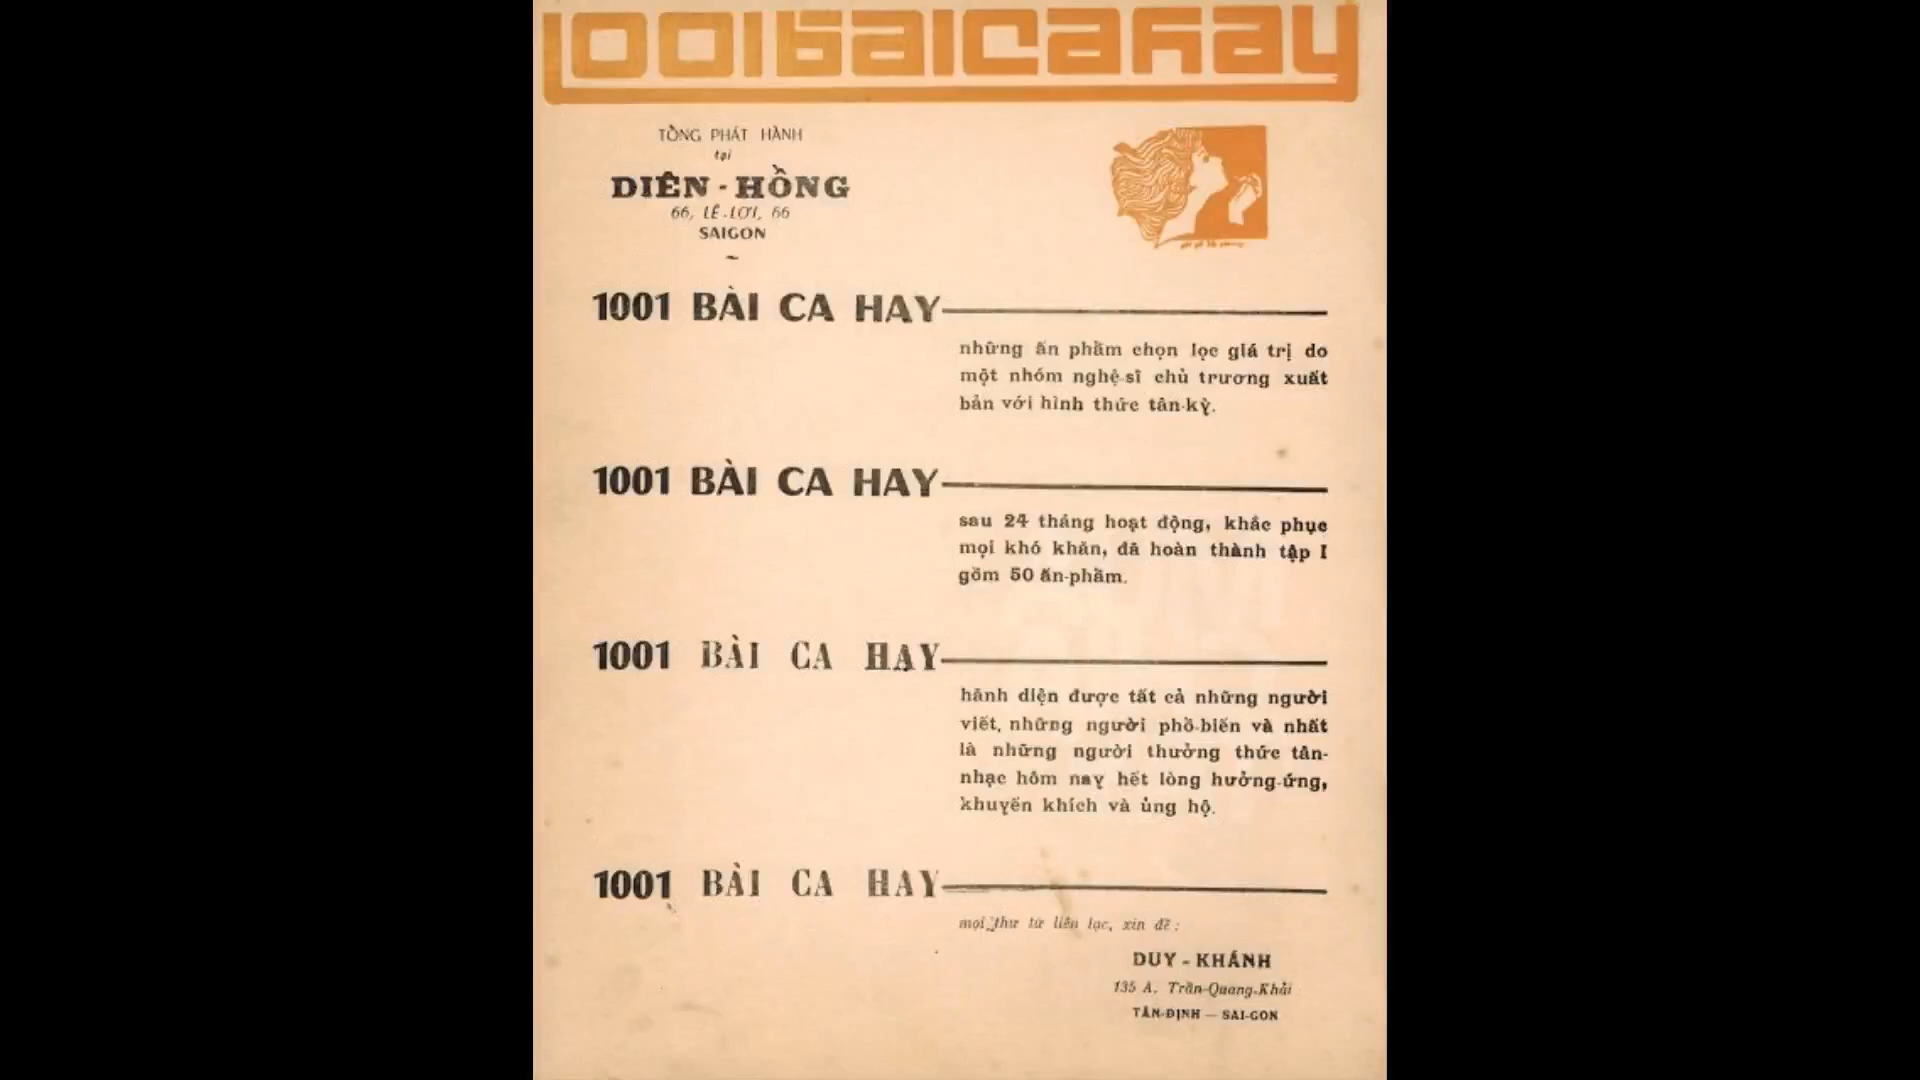 1001 bài ca hay
TỔNG PHÁT HÀNH
tại
DIÊN - HỒNG
66, LÊ-LỢI, 66
SAIGON
1001 BÀI CA HAY
những ấn phẩm chọn lọc giá trị do
một nhóm nghệ-sĩ chủ trương xuất
bản với hình thức tân-kỳ.
1001 BÀI CA HAY
sau 24 tháng hoạt động, khắc phục
mọi khó khăn, đã hoàn thành tập I
gồm 50 ấn-phẩm.
1001 BÀI CA HAY
hãnh diện được tất cả những người
viết, những người phổ-biến và nhất
là những người thưởng thức tân-
nhạc hôm nay hết lòng hưởng-ứng,
khuyến khích và ủng hộ.
1001 BÀI CA HAY
mọi thư từ liên lạc, xin đề :
DUY - KHÁNH
135 A. Trần-Quang-Khải
TÂN-ĐỊNH — SAI-GON